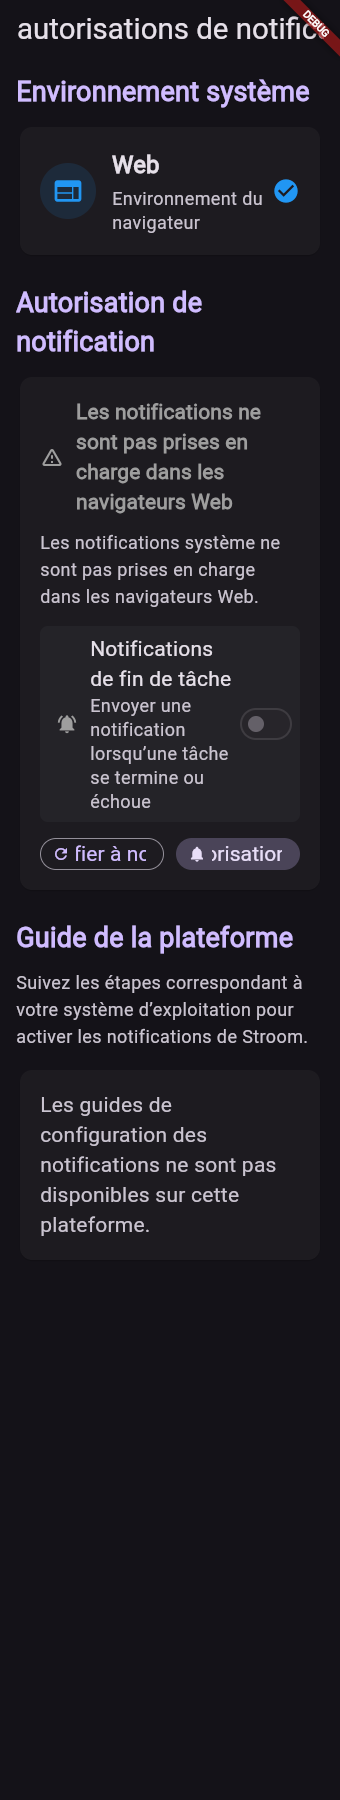 autorisations de notific
DEBUG
Environnement système
Web
Environnement du
navigateur
Autorisation de
notification
Les notifications ne
sont pas prises en
charge dans les
navigateurs Web
Les notifications système ne
sont pas prises en charge
dans les navigateurs Web.
Notifications
de fin de tâche
Envoyer une
notification
lorsqu’une tâche
se termine ou
échoue
fier à no
orisation
Guide de la plateforme
Suivez les étapes correspondant à
votre système d’exploitation pour
activer les notifications de Stroom.
Les guides de
configuration des
notifications ne sont pas
disponibles sur cette
plateforme.